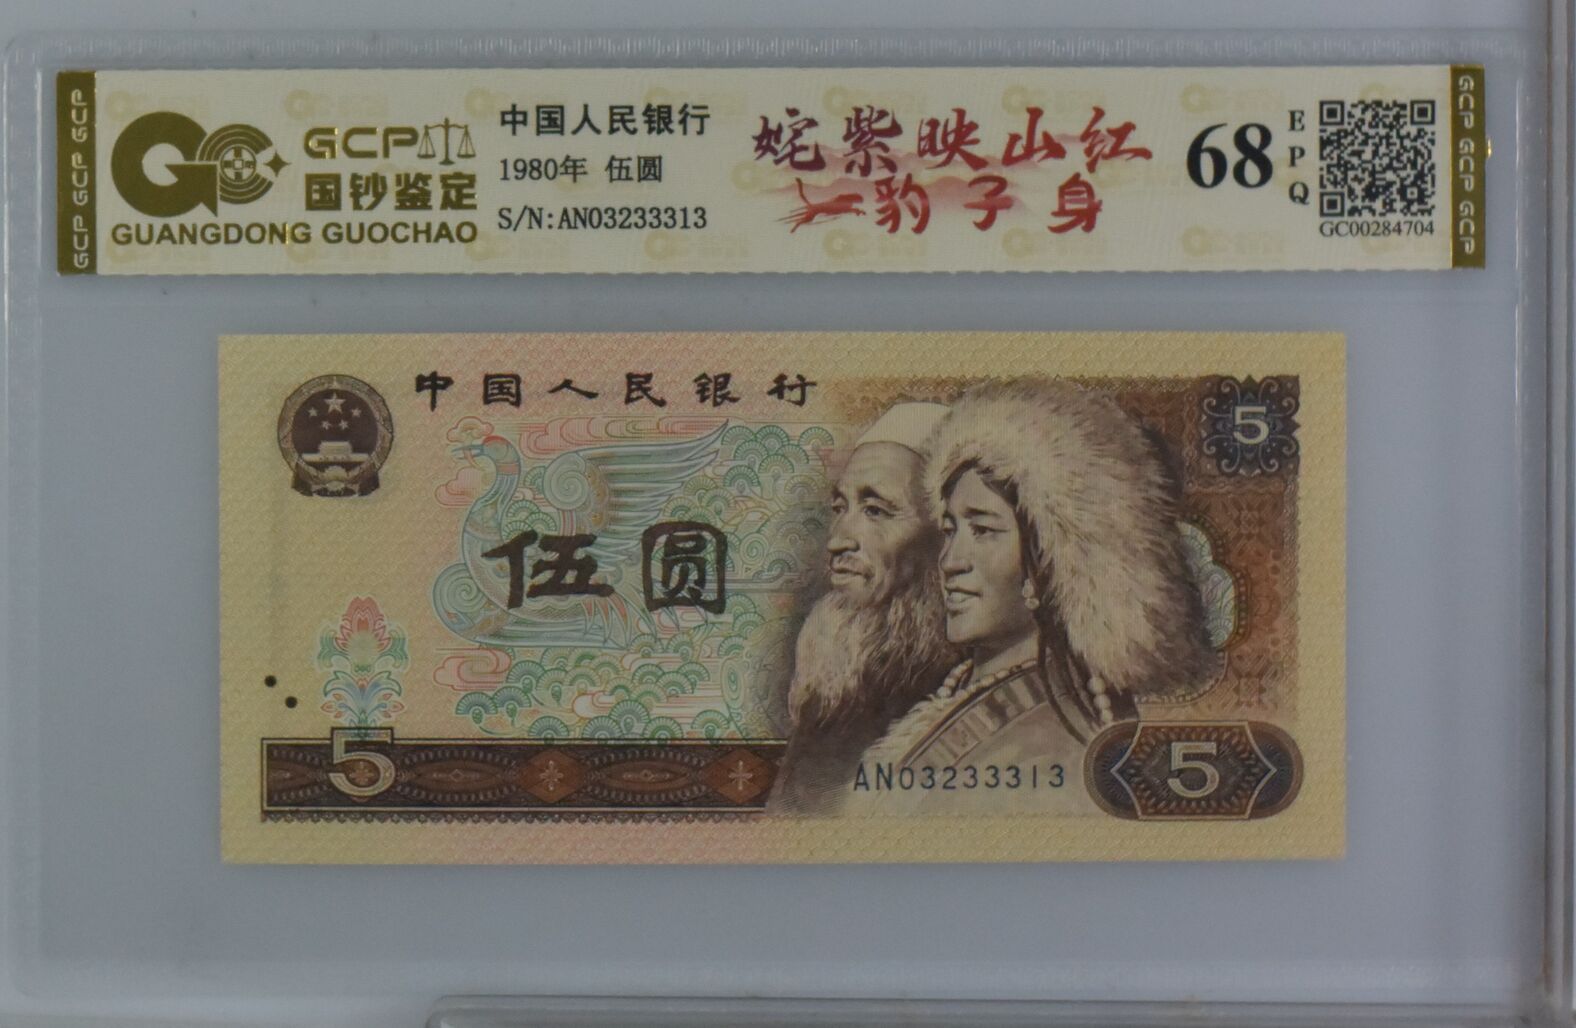 GCP GCP GCP
GCP
国钞鉴定
GUANGDONG GUOCHAO
中国人民银行
1980年 伍圆
S/N:AN03233313
姹紫映山红
豹子身
68
EPQ
GC00284704
GCP GCP GCP
中国人民银行
5
伍圆
5
AN03233313
5